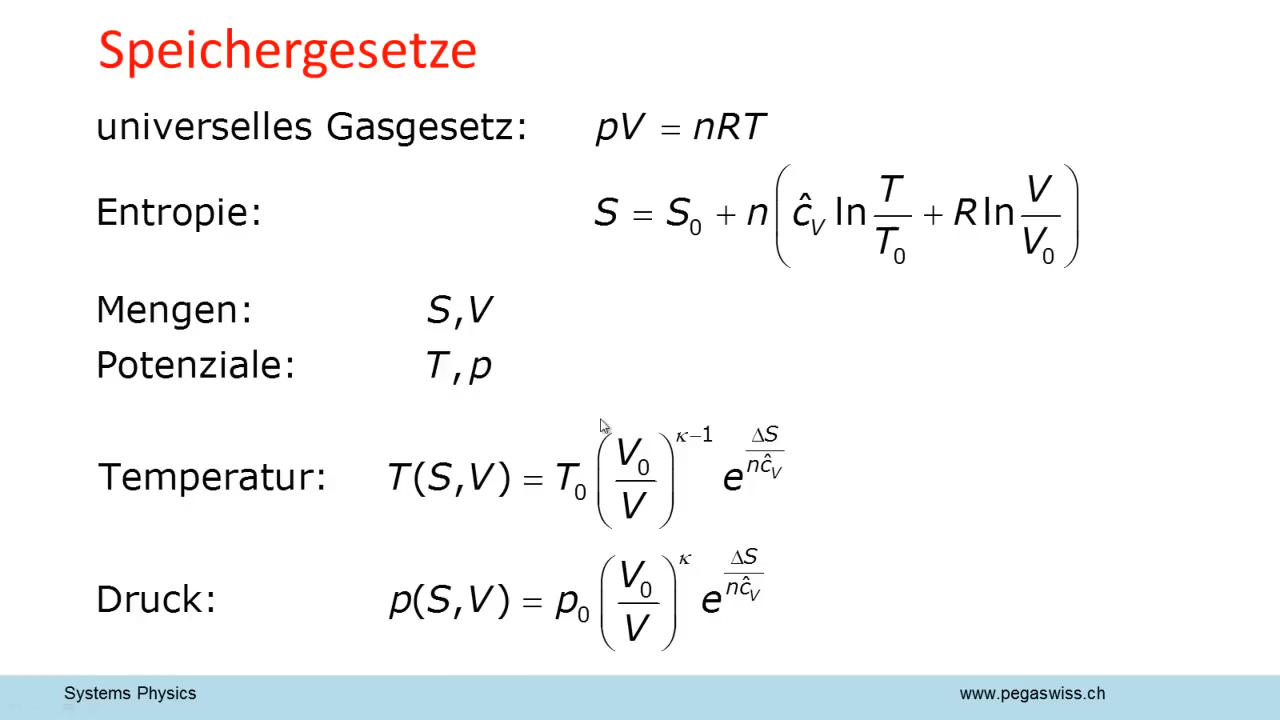 Speichergesetze
universelles Gasgesetz: pV = nRT
Entropie: S = S₀ + n(ĉ_V ln T/T₀ + R ln V/V₀)
Mengen: S,V
Potenziale: T,p
Temperatur: T(S,V) = T₀(V₀/V)^(κ−1) e^(ΔS/(nĉ_V))
Druck: p(S,V) = p₀(V₀/V)^κ e^(ΔS/(nĉ_V))
Systems Physics www.pegaswiss.ch